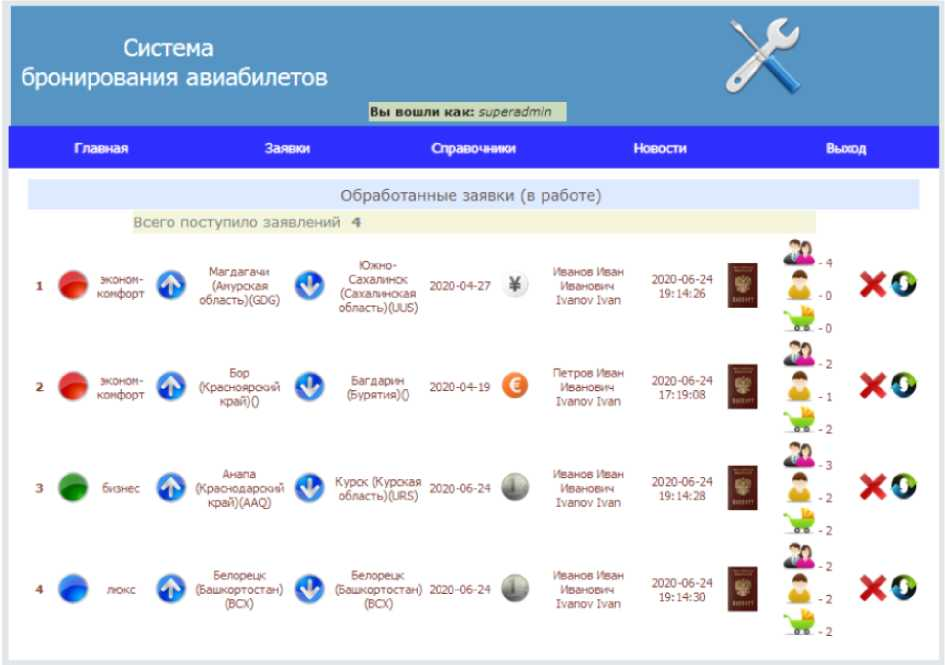 Система
бронирования авиабилетов
Вы вошли как: superadmin
Главная Заявки Справочники Новости Выход
Обработанные заявки (в работе)
Всего поступило заявлений 4
1
эконом-
комфорт
Магдагачи
(Амурская
область)(GDG)
Южно-
Сахалинск
(Сахалинская
область)(UUS)
2020-04-27
¥
Иванов Иван
Иванович
Ivanov Ivan
2020-06-24
19:14:26
- 4
- 0
- 0
2
эконом-
комфорт
Бор
(Красноярский
край)()
Багдарин
(Бурятия)()
2020-04-19
€
Петров Иван
Иванович
Ivanov Ivan
2020-06-24
17:19:08
- 2
- 1
- 2
3
бизнес
Анапа
(Краснодарский
край)(AAQ)
Курск (Курская
область)(URS)
2020-06-24
1
Иванов Иван
Иванович
Ivanov Ivan
2020-06-24
19:14:28
- 3
- 2
- 2
4
люкс
Белорецк
(Башкортостан)
(BCX)
Белорецк
(Башкортостан)
(BCX)
2020-06-24
1
Иванов Иван
Иванович
Ivanov Ivan
2020-06-24
19:14:30
- 2
- 2
- 2